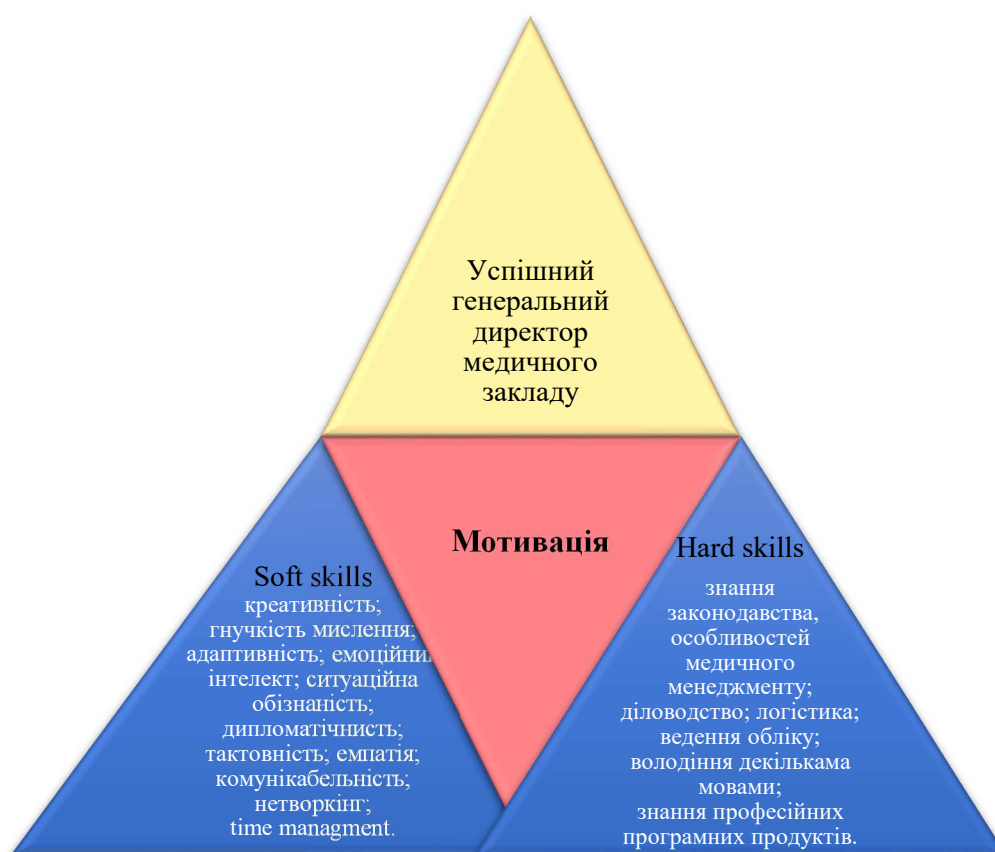 Успішний
генеральний
директор
медичного
закладу
Мотивація
Soft skills
креативність;
гнучкість мислення;
адаптивність; емоційний
інтелект; ситуаційна
обізнаність;
дипломатічнисть;
тактовність; емпатія;
комунікабельність;
нетворкінг;
time managment.
Hard skills
знання
законодавства,
особливостей
медичного
менеджменту;
діловодство; логістика;
ведення обліку;
володіння декількама
мовами;
знання професійних
програмних продуктів.